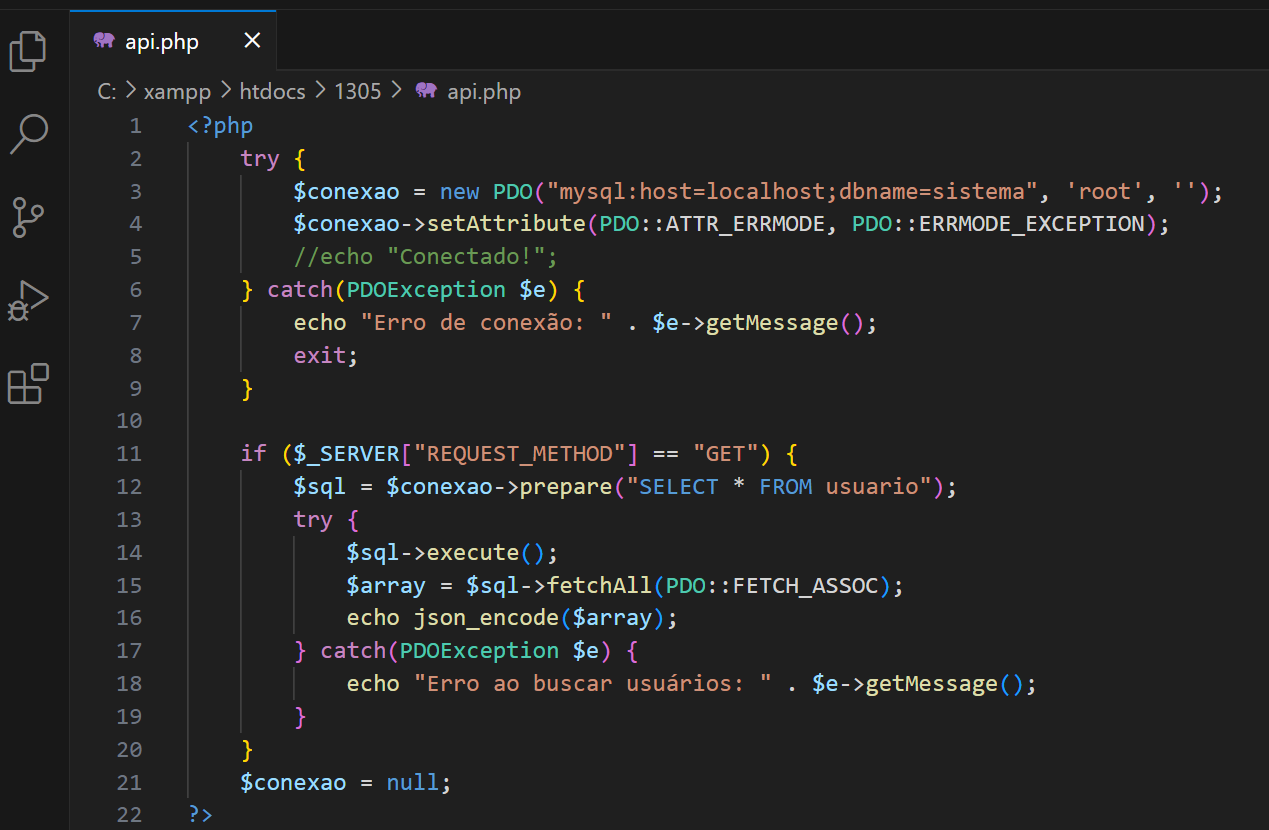 api.php
C: > xampp > htdocs > 1305 > api.php
1 <?php
2     try {
3         $conexao = new PDO("mysql:host=localhost;dbname=sistema", 'root', '');
4         $conexao->setAttribute(PDO::ATTR_ERRMODE, PDO::ERRMODE_EXCEPTION);
5         //echo "Conectado!";
6     } catch(PDOException $e) {
7         echo "Erro de conexão: " . $e->getMessage();
8         exit;
9     }
10
11     if ($_SERVER["REQUEST_METHOD"] == "GET") {
12         $sql = $conexao->prepare("SELECT * FROM usuario");
13         try {
14             $sql->execute();
15             $array = $sql->fetchAll(PDO::FETCH_ASSOC);
16             echo json_encode($array);
17         } catch(PDOException $e) {
18             echo "Erro ao buscar usuários: " . $e->getMessage();
19         }
20     }
21     $conexao = null;
22 ?>